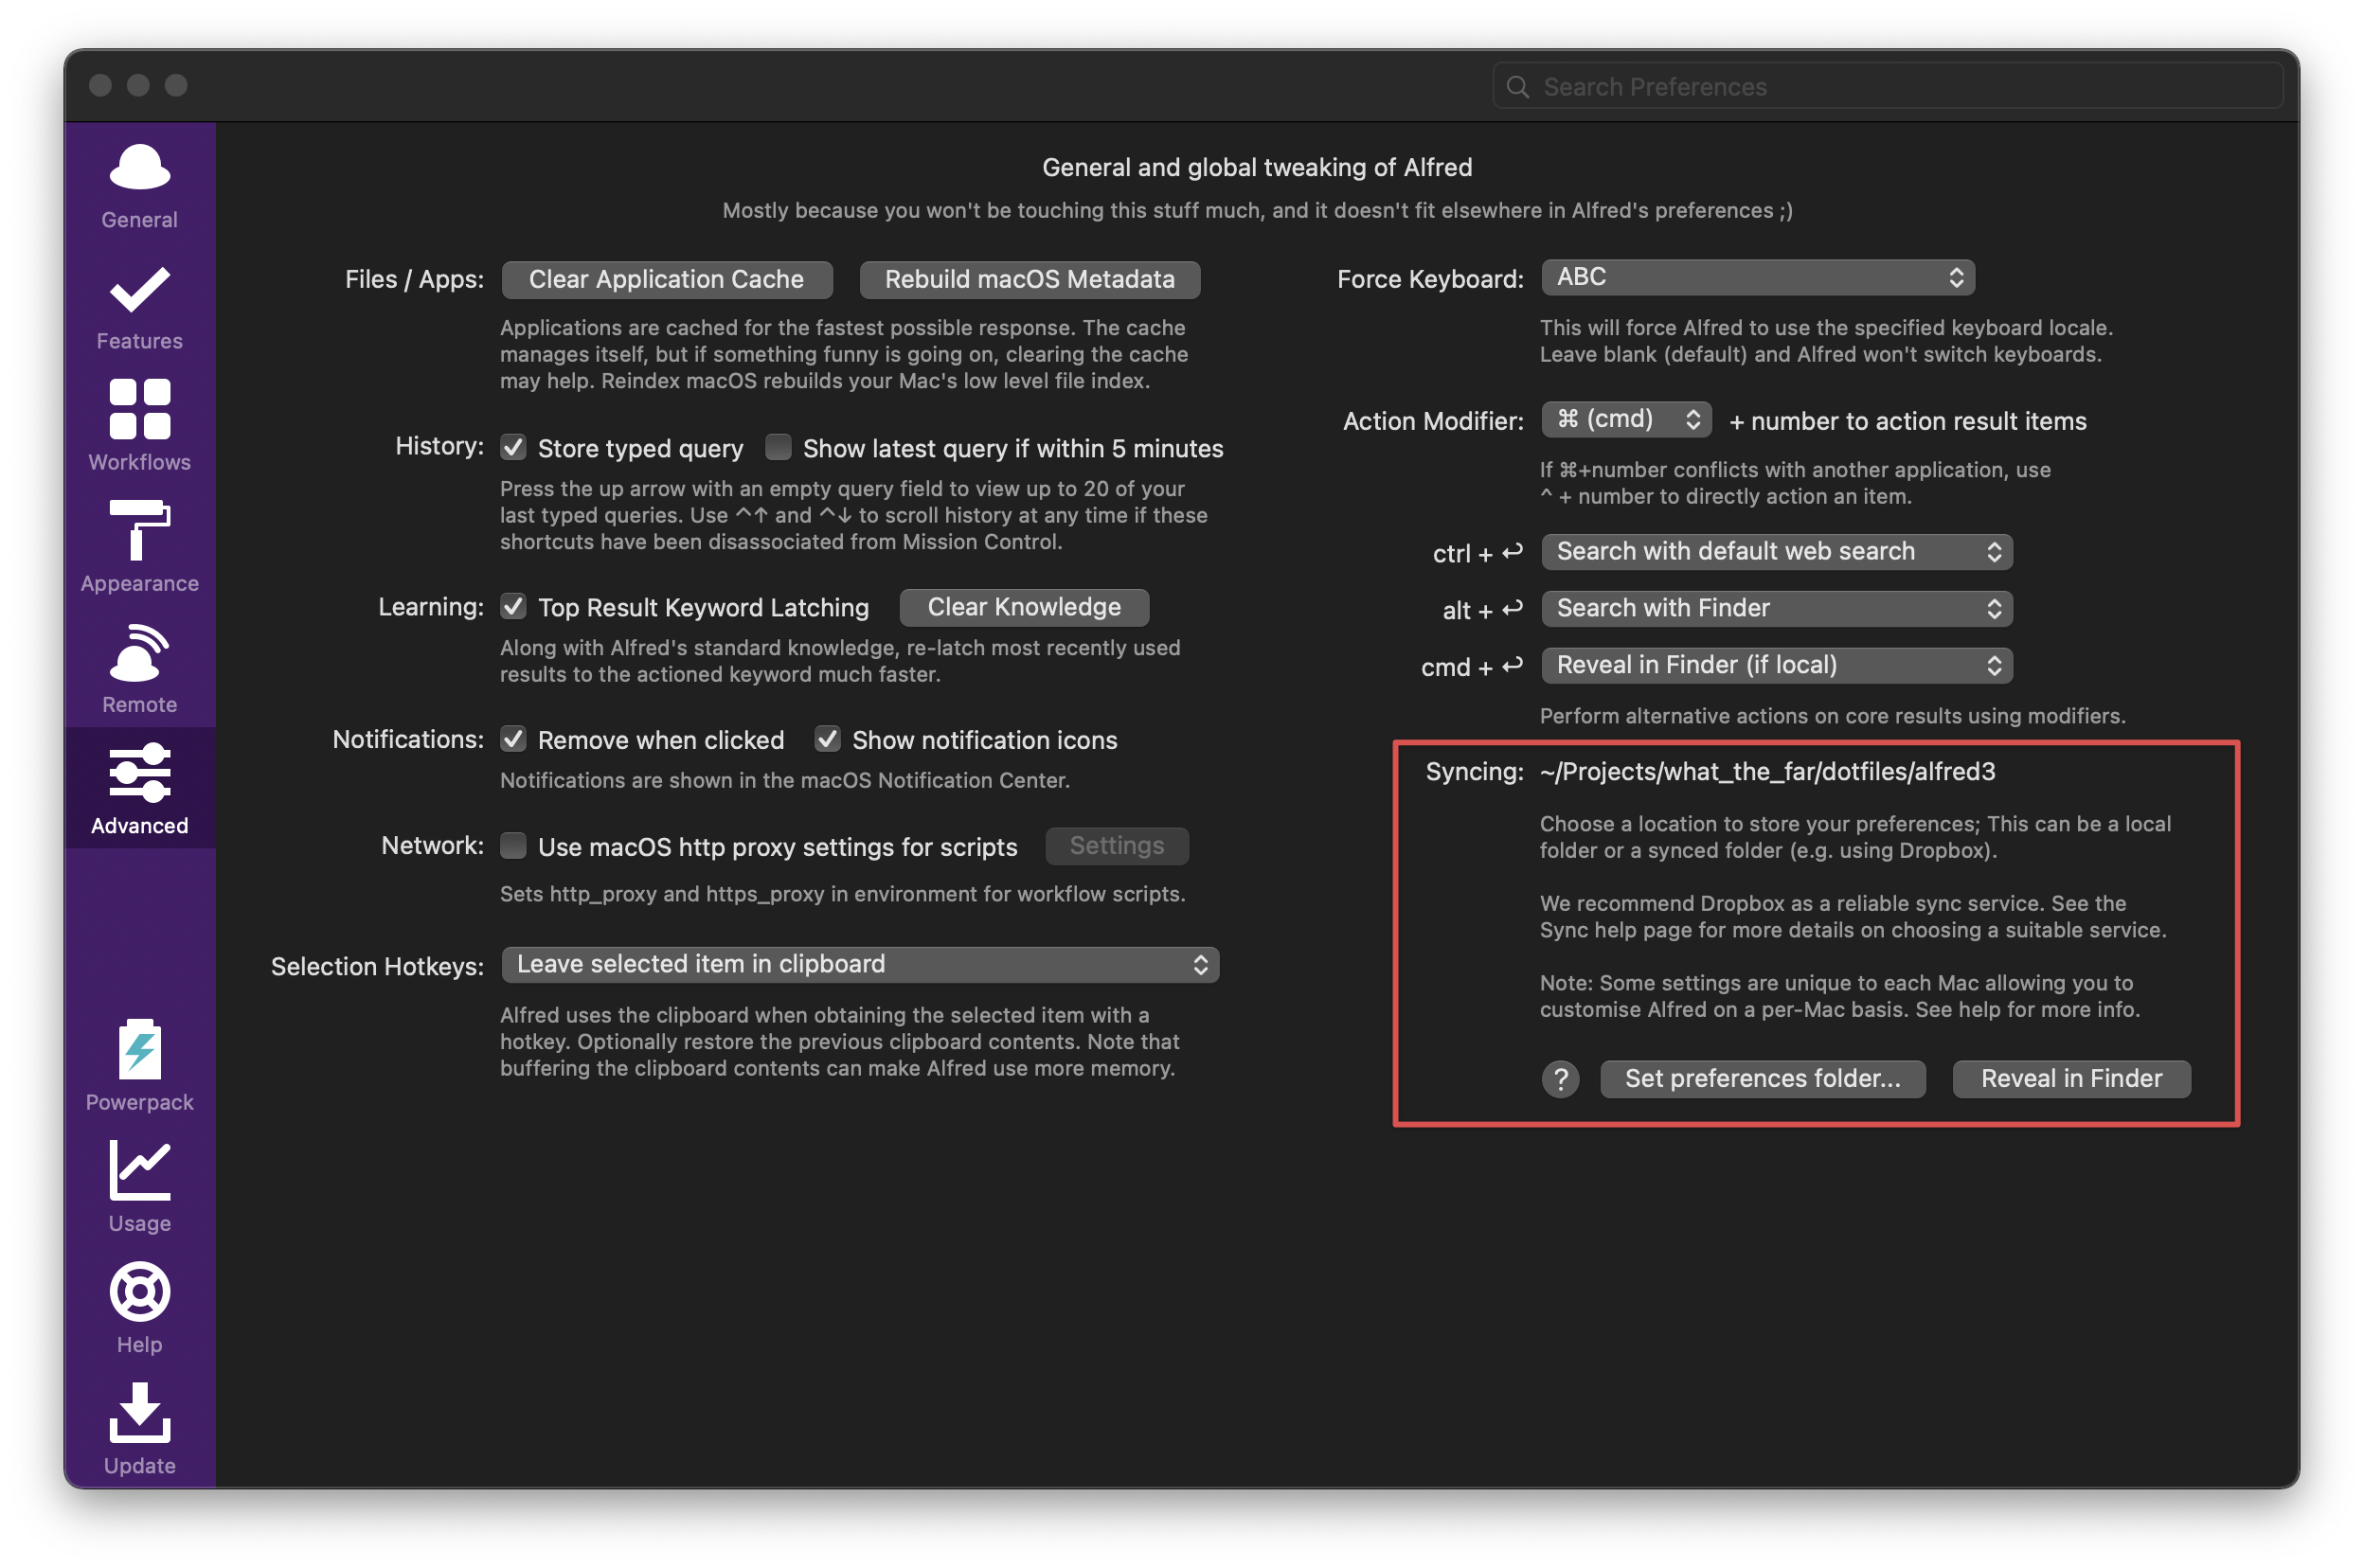 Search Preferences
General
Features
Workflows
Appearance
Remote
Advanced
Powerpack
Usage
Help
Update
General and global tweaking of Alfred
Mostly because you won't be touching this stuff much, and it doesn't fit elsewhere in Alfred's preferences ;)
Files / Apps: Clear Application Cache Rebuild macOS Metadata
Applications are cached for the fastest possible response. The cache
manages itself, but if something funny is going on, clearing the cache
may help. Reindex macOS rebuilds your Mac's low level file index.
History: Store typed query Show latest query if within 5 minutes
Press the up arrow with an empty query field to view up to 20 of your
last typed queries. Use ^↑ and ^↓ to scroll history at any time if these
shortcuts have been disassociated from Mission Control.
Learning: Top Result Keyword Latching Clear Knowledge
Along with Alfred's standard knowledge, re-latch most recently used
results to the actioned keyword much faster.
Notifications: Remove when clicked Show notification icons
Notifications are shown in the macOS Notification Center.
Network: Use macOS http proxy settings for scripts Settings
Sets http_proxy and https_proxy in environment for workflow scripts.
Selection Hotkeys: Leave selected item in clipboard
Alfred uses the clipboard when obtaining the selected item with a
hotkey. Optionally restore the previous clipboard contents. Note that
buffering the clipboard contents can make Alfred use more memory.
Force Keyboard: ABC
This will force Alfred to use the specified keyboard locale.
Leave blank (default) and Alfred won't switch keyboards.
Action Modifier: ⌘ (cmd) + number to action result items
If ⌘+number conflicts with another application, use
^ + number to directly action an item.
ctrl + ↩ Search with default web search
alt + ↩ Search with Finder
cmd + ↩ Reveal in Finder (if local)
Perform alternative actions on core results using modifiers.
Syncing: ~/Projects/what_the_far/dotfiles/alfred3
Choose a location to store your preferences; This can be a local
folder or a synced folder (e.g. using Dropbox).
We recommend Dropbox as a reliable sync service. See the
Sync help page for more details on choosing a suitable service.
Note: Some settings are unique to each Mac allowing you to
customise Alfred on a per-Mac basis. See help for more info.
? Set preferences folder... Reveal in Finder